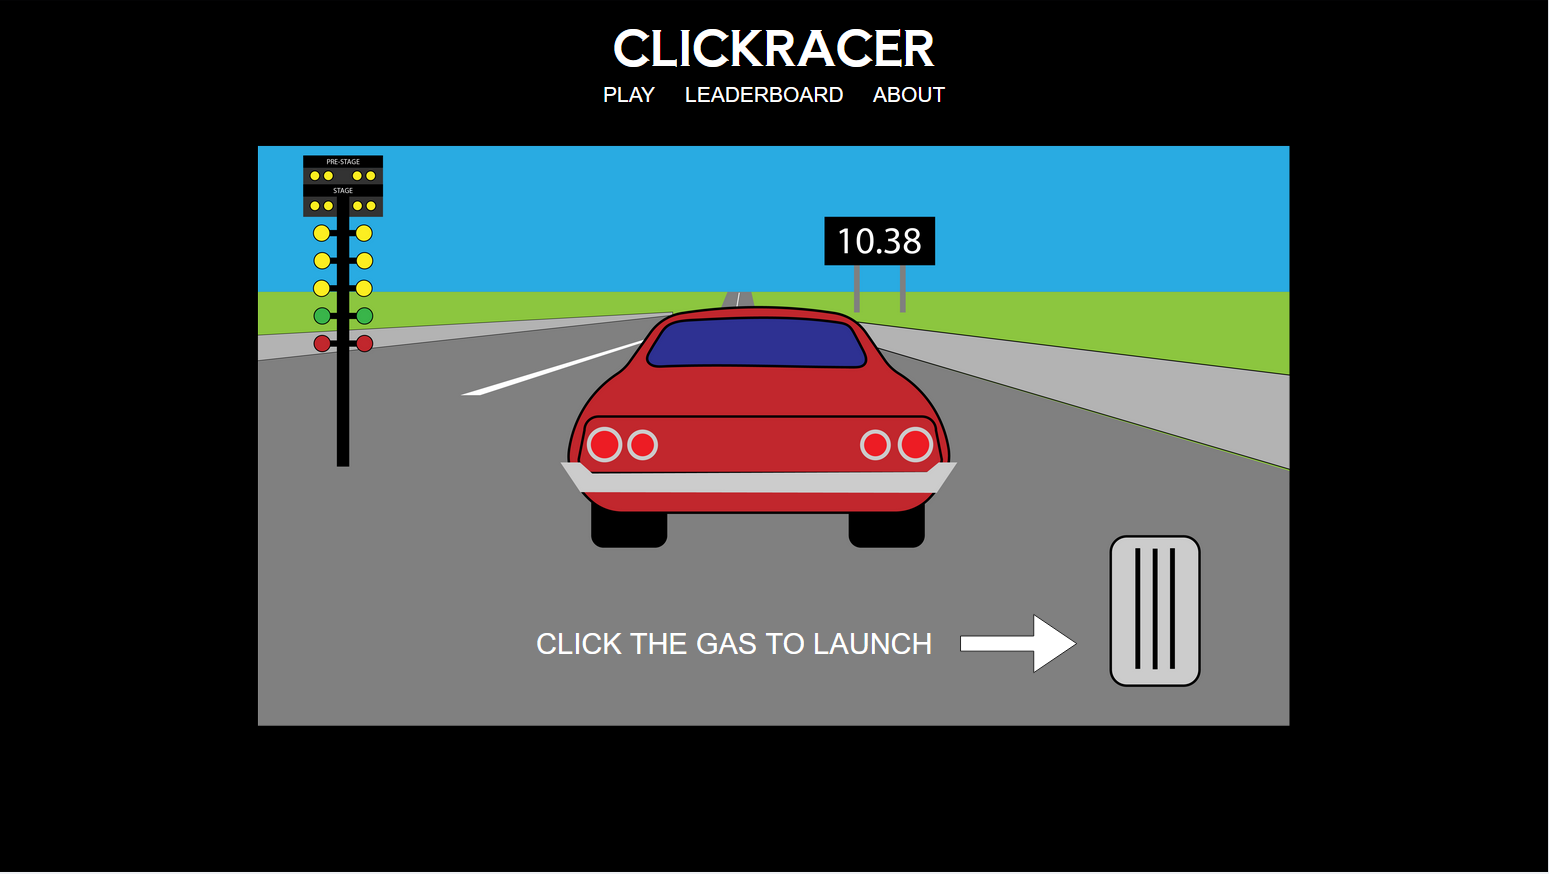 CLICKRACER
PLAY LEADERBOARD ABOUT
PRE-STAGE
STAGE
10.38
CLICK THE GAS TO LAUNCH